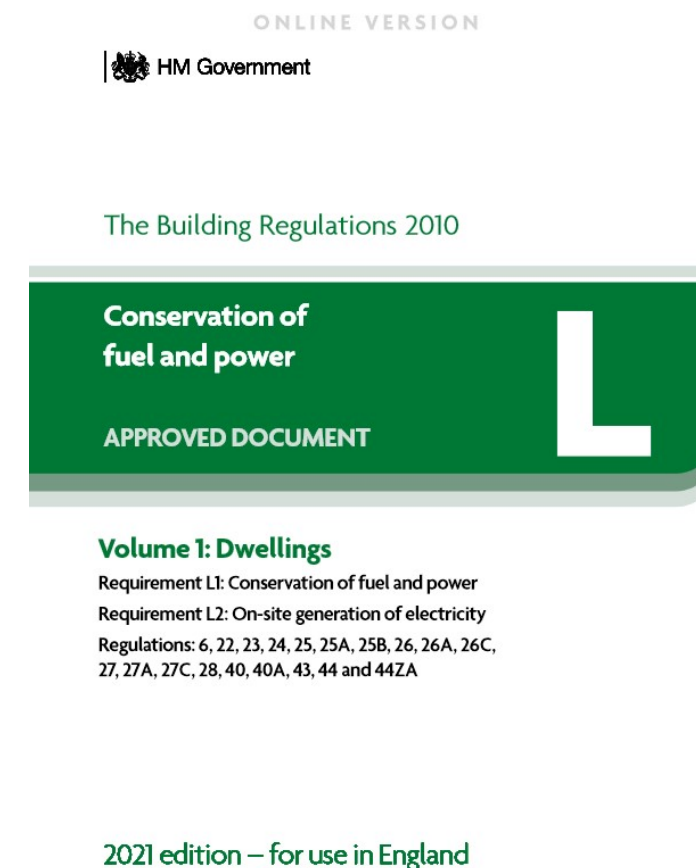 ONLINE VERSION
HM Government
The Building Regulations 2010
Conservation of
fuel and power
L
APPROVED DOCUMENT
Volume 1: Dwellings
Requirement L1: Conservation of fuel and power
Requirement L2: On-site generation of electricity
Regulations: 6, 22, 23, 24, 25, 25A, 25B, 26, 26A, 26C,
27, 27A, 27C, 28, 40, 40A, 43, 44 and 44ZA
2021 edition – for use in England